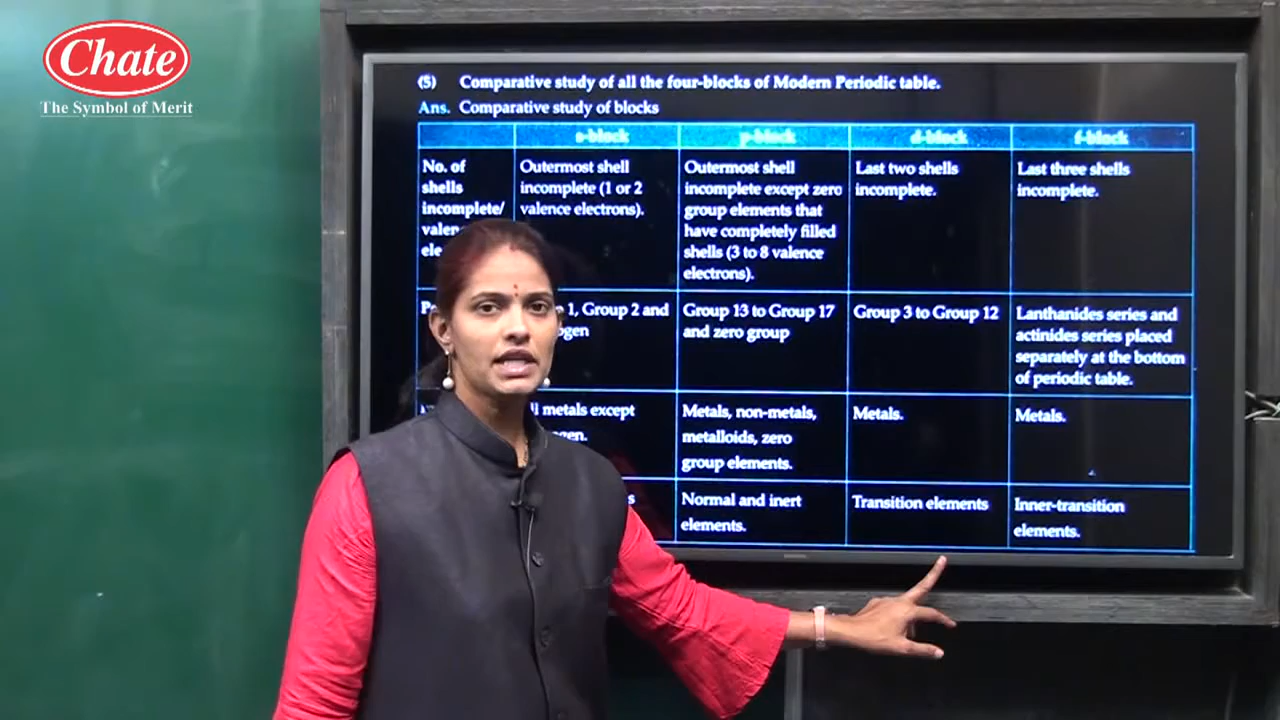 Chate
The Symbol of Merit
(5) Comparative study of all the four-blocks of Modern Periodic table.
Ans. Comparative study of blocks
s-block p-block d-block f-block
No. of
shells
incomplete/
Outermost shell
incomplete (1 or 2
valence electrons).
Outermost shell
incomplete except zero
group elements that
have completely filled
shells (3 to 8 valence
electrons).
Last two shells
incomplete.
Last three shells
incomplete.
1, Group 2 and
Group 13 to Group 17
and zero group
Group 3 to Group 12
Lanthanides series and
actinides series placed
separately at the bottom
of periodic table.
metals except
Metals, non-metals,
metalloids, zero
group elements.
Metals.
Metals.
Normal and inert
elements.
Transition elements
Inner-transition
elements.